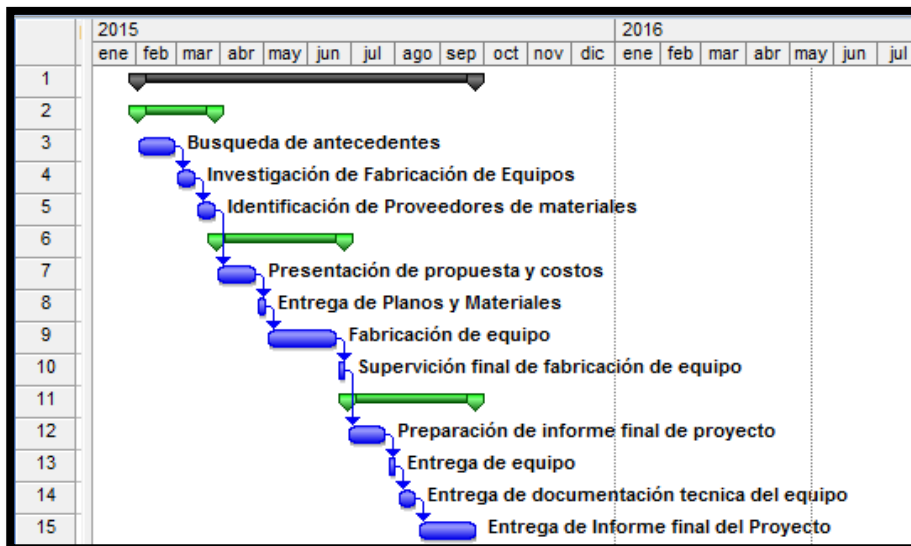 2015 2016
ene feb mar abr may jun jul ago sep oct nov dic ene feb mar abr may jun jul
1
2
3 Busqueda de antecedentes
4 Investigación de Fabricación de Equipos
5 Identificación de Proveedores de materiales
6
7 Presentación de propuesta y costos
8 Entrega de Planos y Materiales
9 Fabricación de equipo
10 Supervición final de fabricación de equipo
11
12 Preparación de informe final de proyecto
13 Entrega de equipo
14 Entrega de documentación tecnica del equipo
15 Entrega de Informe final del Proyecto